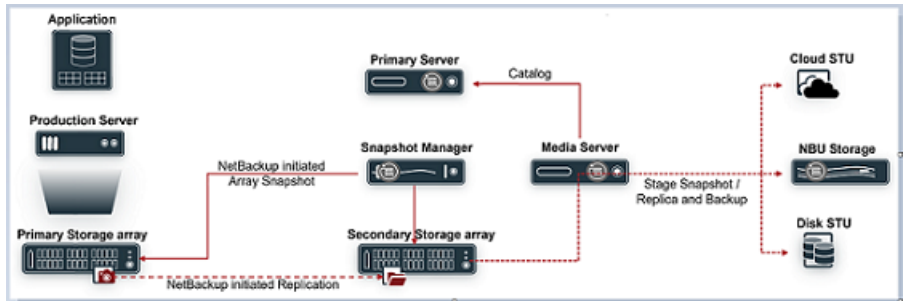 Application
Primary Server
Catalog
Cloud STU
Production Server
Snapshot Manager
Media Server
NBU Storage
NetBackup initiated
Array Snapshot
Stage Snapshot /
Replica and Backup
Primary Storage array
Secondary Storage array
Disk STU
NetBackup initiated Replication